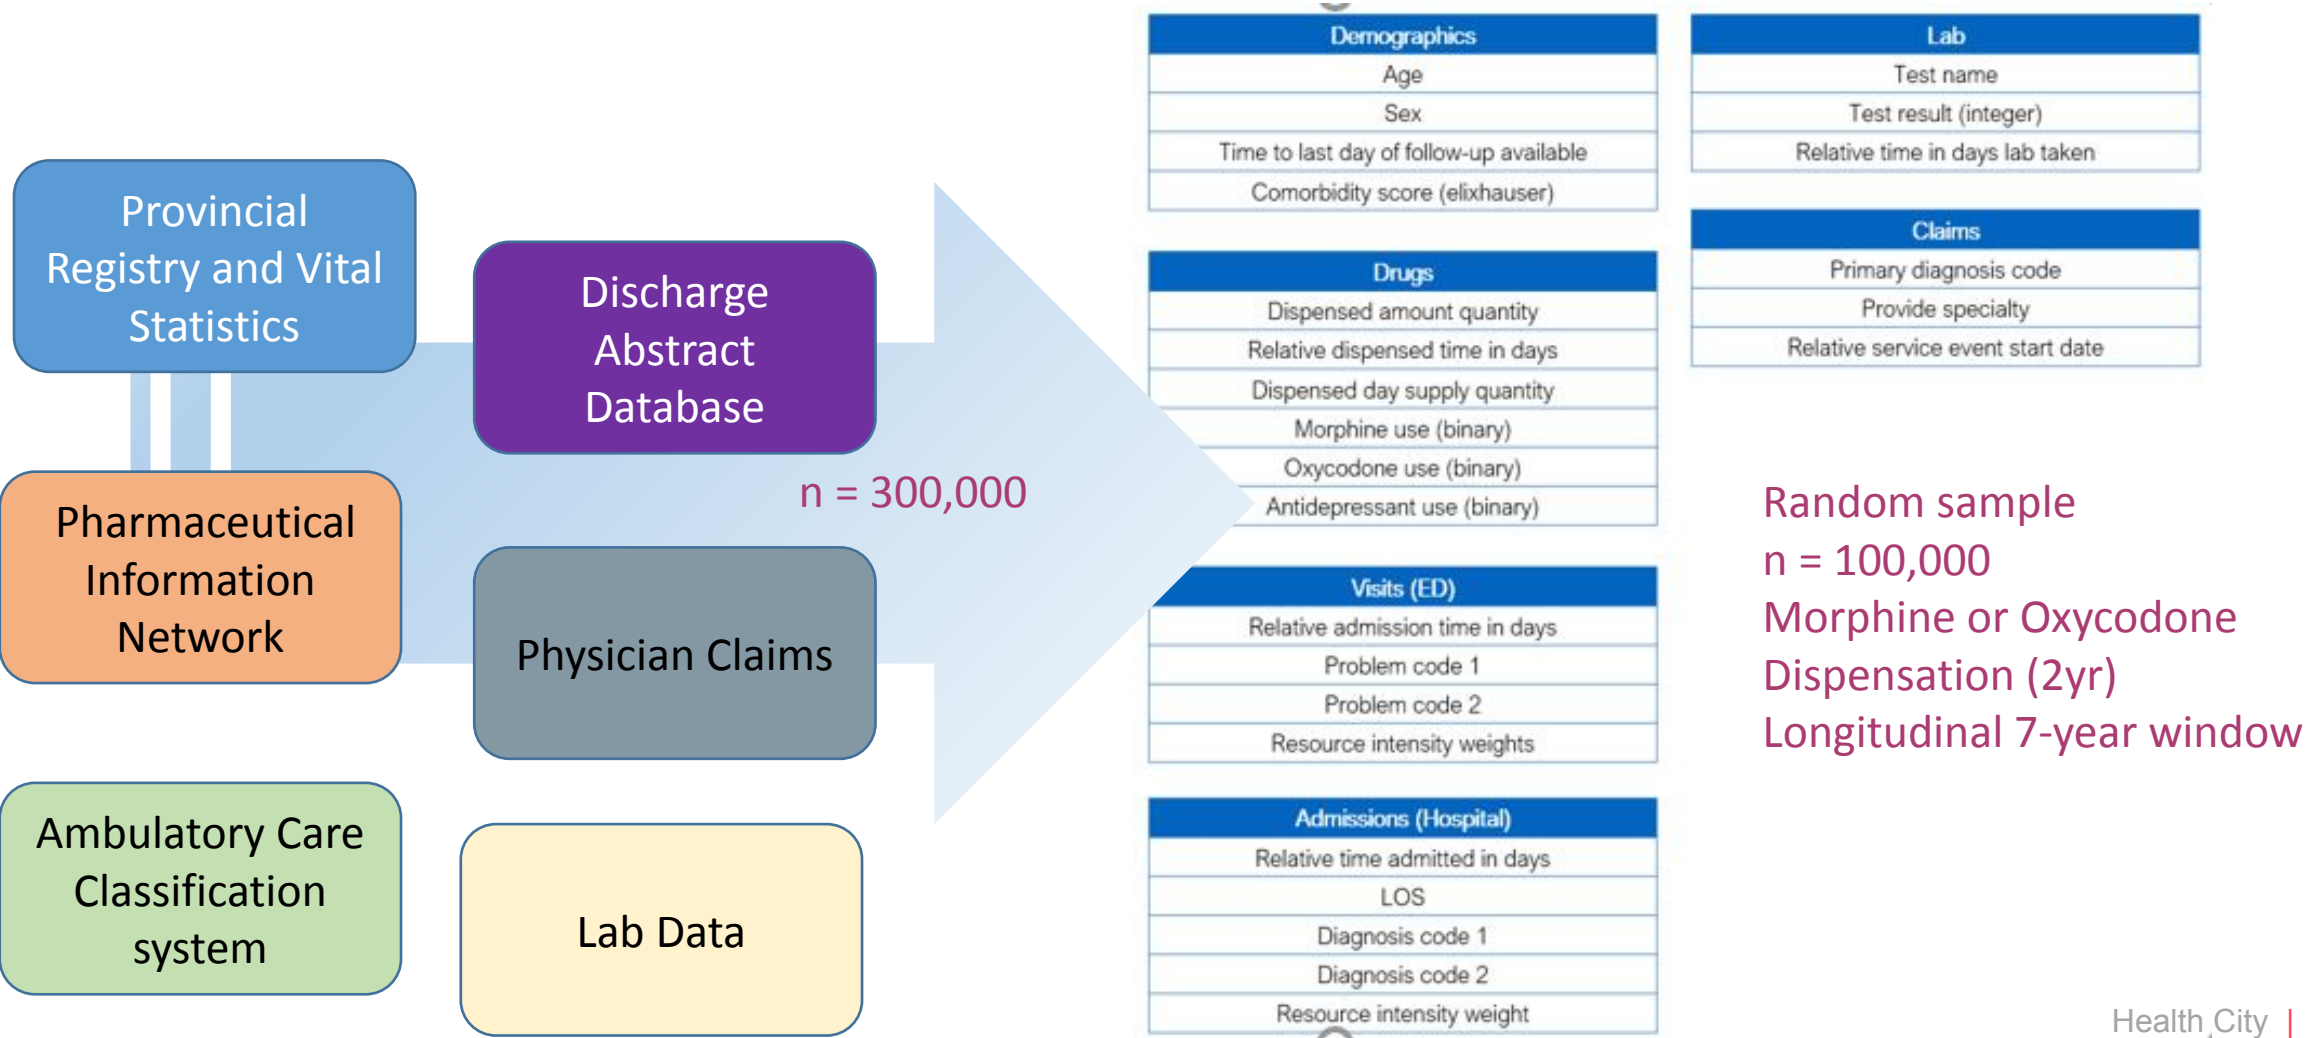 Provincial
Registry and Vital
Statistics
Pharmaceutical
Information
Network
Ambulatory Care
Classification
system
Discharge
Abstract
Database
n = 300,000
Physician Claims
Lab Data
Demographics
Age
Sex
Time to last day of follow-up available
Comorbidity score (elixhauser)
Drugs
Dispensed amount quantity
Relative dispensed time in days
Dispensed day supply quantity
Morphine use (binary)
Oxycodone use (binary)
Antidepressant use (binary)
Visits (ED)
Relative admission time in days
Problem code 1
Problem code 2
Resource intensity weights
Admissions (Hospital)
Relative time admitted in days
LOS
Diagnosis code 1
Diagnosis code 2
Resource intensity weight
Lab
Test name
Test result (integer)
Relative time in days lab taken
Claims
Primary diagnosis code
Provide specialty
Relative service event start date
Random sample
n = 100,000
Morphine or Oxycodone
Dispensation (2yr)
Longitudinal 7-year window
Health City |